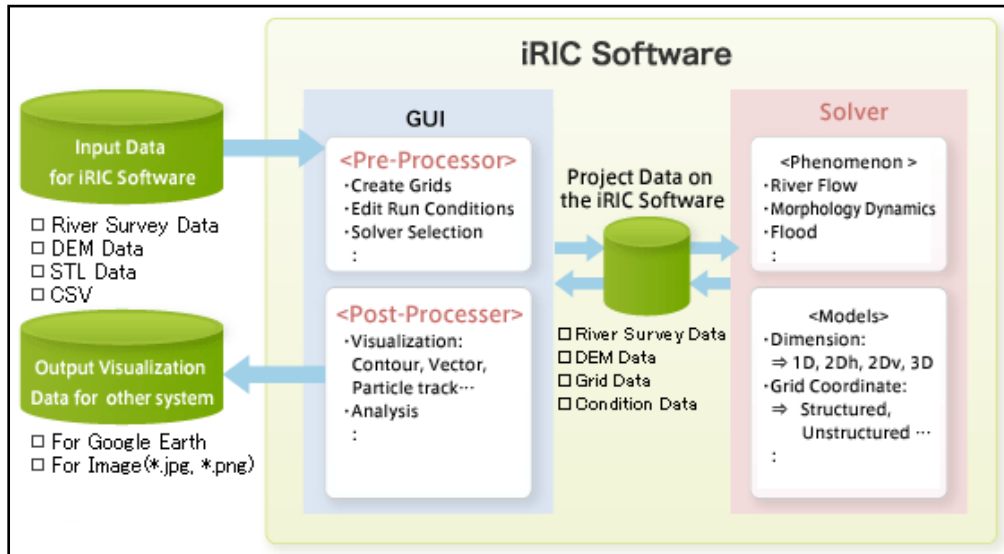 iRIC Software
Input Data
for iRIC Software
□ River Survey Data
□ DEM Data
□ STL Data
□ CSV
Output Visualization
Data for other system
□ For Google Earth
□ For Image(*.jpg, *.png)
GUI
<Pre-Processor>
・Create Grids
・Edit Run Conditions
・Solver Selection
:
<Post-Processer>
・Visualization:
Contour, Vector,
Particle track…
・Analysis
:
Project Data on
the iRIC Software
□ River Survey Data
□ DEM Data
□ Grid Data
□ Condition Data
Solver
<Phenomenon >
・River Flow
・Morphology Dynamics
・Flood
:
<Models>
・Dimension:
⇒ 1D, 2Dh, 2Dv, 3D
・Grid Coordinate:
⇒ Structured,
Unstructured …
: